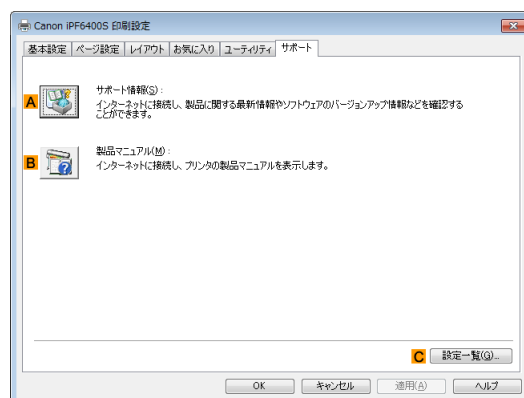 Canon iPF6400S 印刷設定
基本設定 ページ設定 レイアウト お気に入り ユーティリティ サポート
A サポート情報(S) :
インターネットに接続し、製品に関する最新情報やソフトウェアのバージョンアップ情報などを確認する
ことができます。
B 製品マニュアル(M) :
インターネットに接続し、プリンタの製品マニュアルを表示します。
C 設定一覧(G)...
OK キャンセル 適用(A) ヘルプ